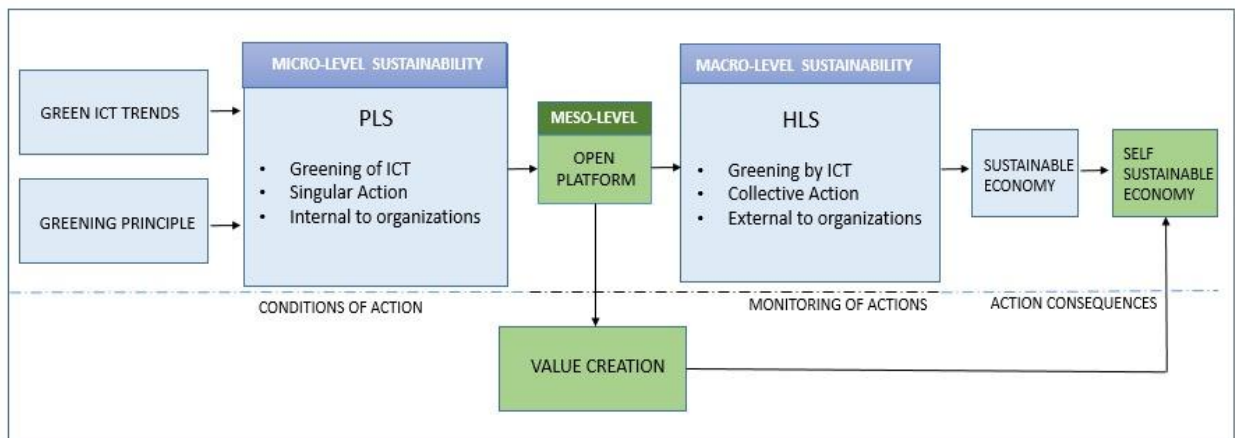 GREEN ICT TRENDS
GREENING PRINCIPLE
MICRO-LEVEL SUSTAINABILITY
PLS
• Greening of ICT
• Singular Action
• Internal to organizations
MESO-LEVEL
OPEN
PLATFORM
MACRO-LEVEL SUSTAINABILITY
HLS
• Greening by ICT
• Collective Action
• External to organizations
SUSTAINABLE
ECONOMY
SELF
SUSTAINABLE
ECONOMY
CONDITIONS OF ACTION
MONITORING OF ACTIONS
ACTION CONSEQUENCES
VALUE CREATION